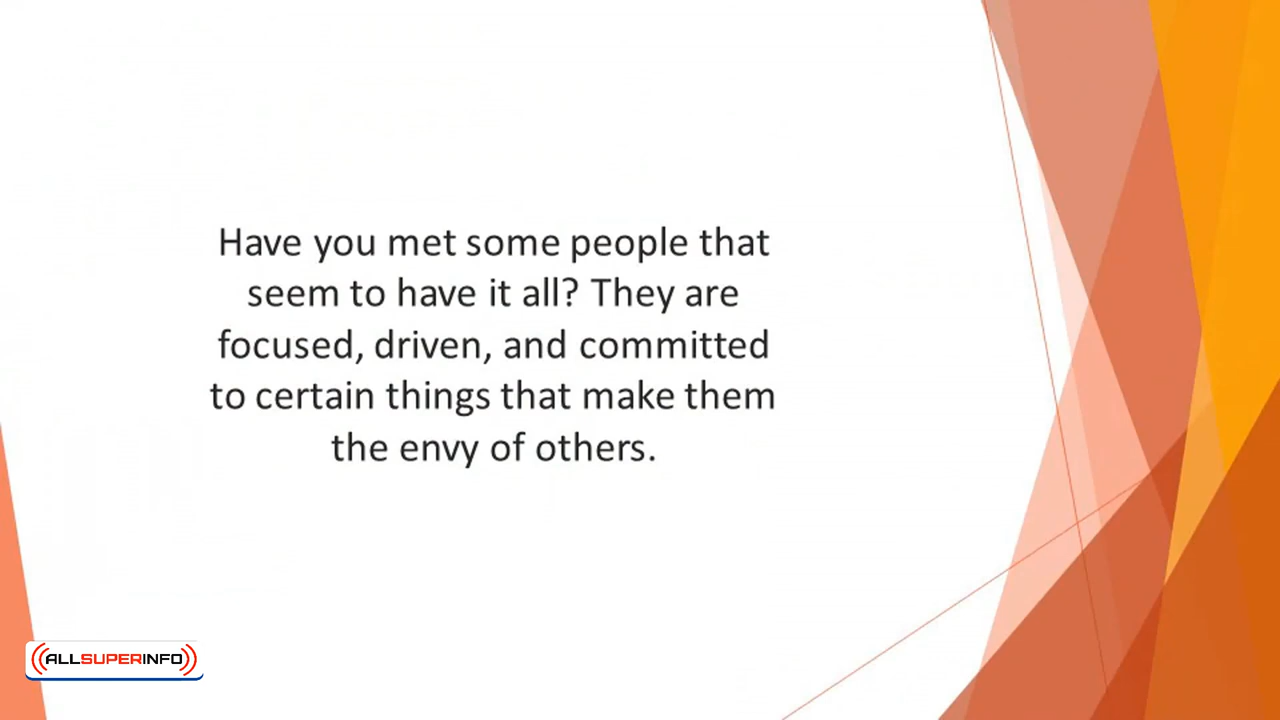 Have you met some people that
seem to have it all? They are
focused, driven, and committed
to certain things that make them
the envy of others.
ALLSUPERINFO